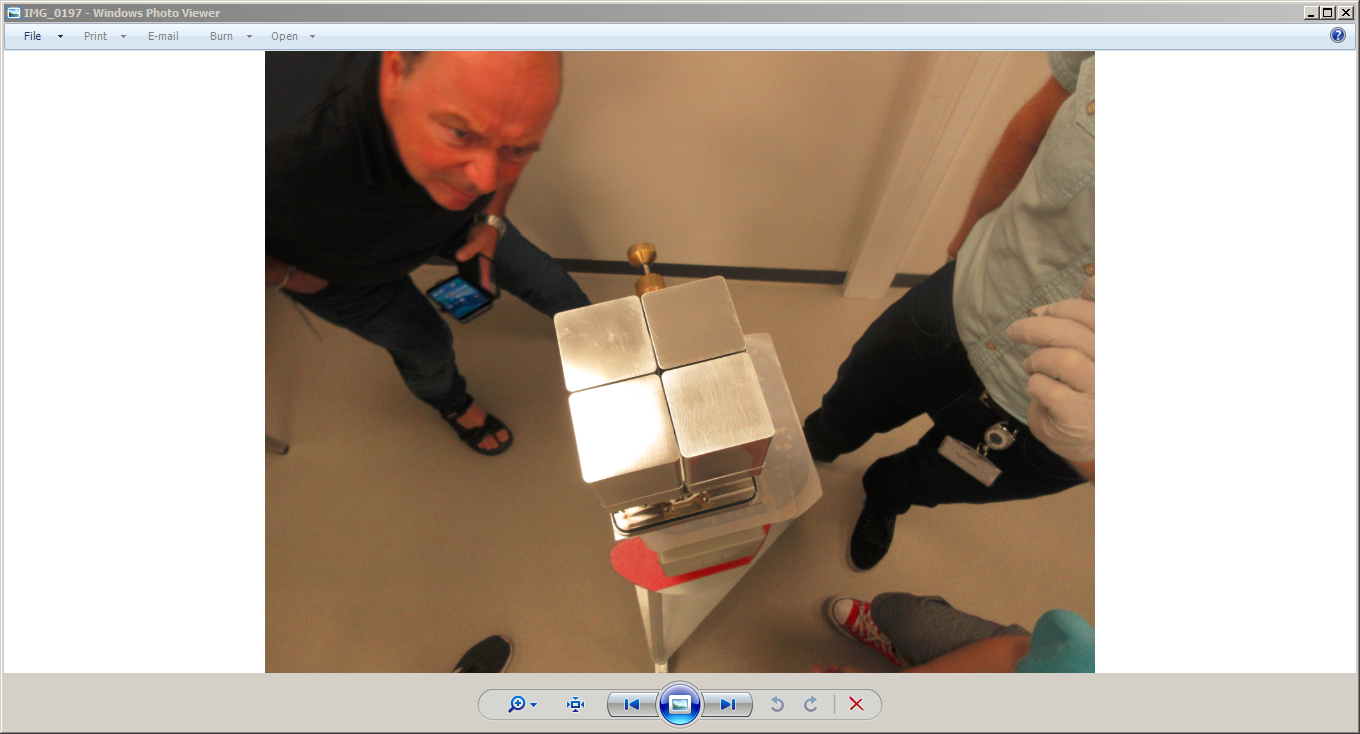 IMG_0197 - Windows Photo Viewer
File Print E-mail Burn Open